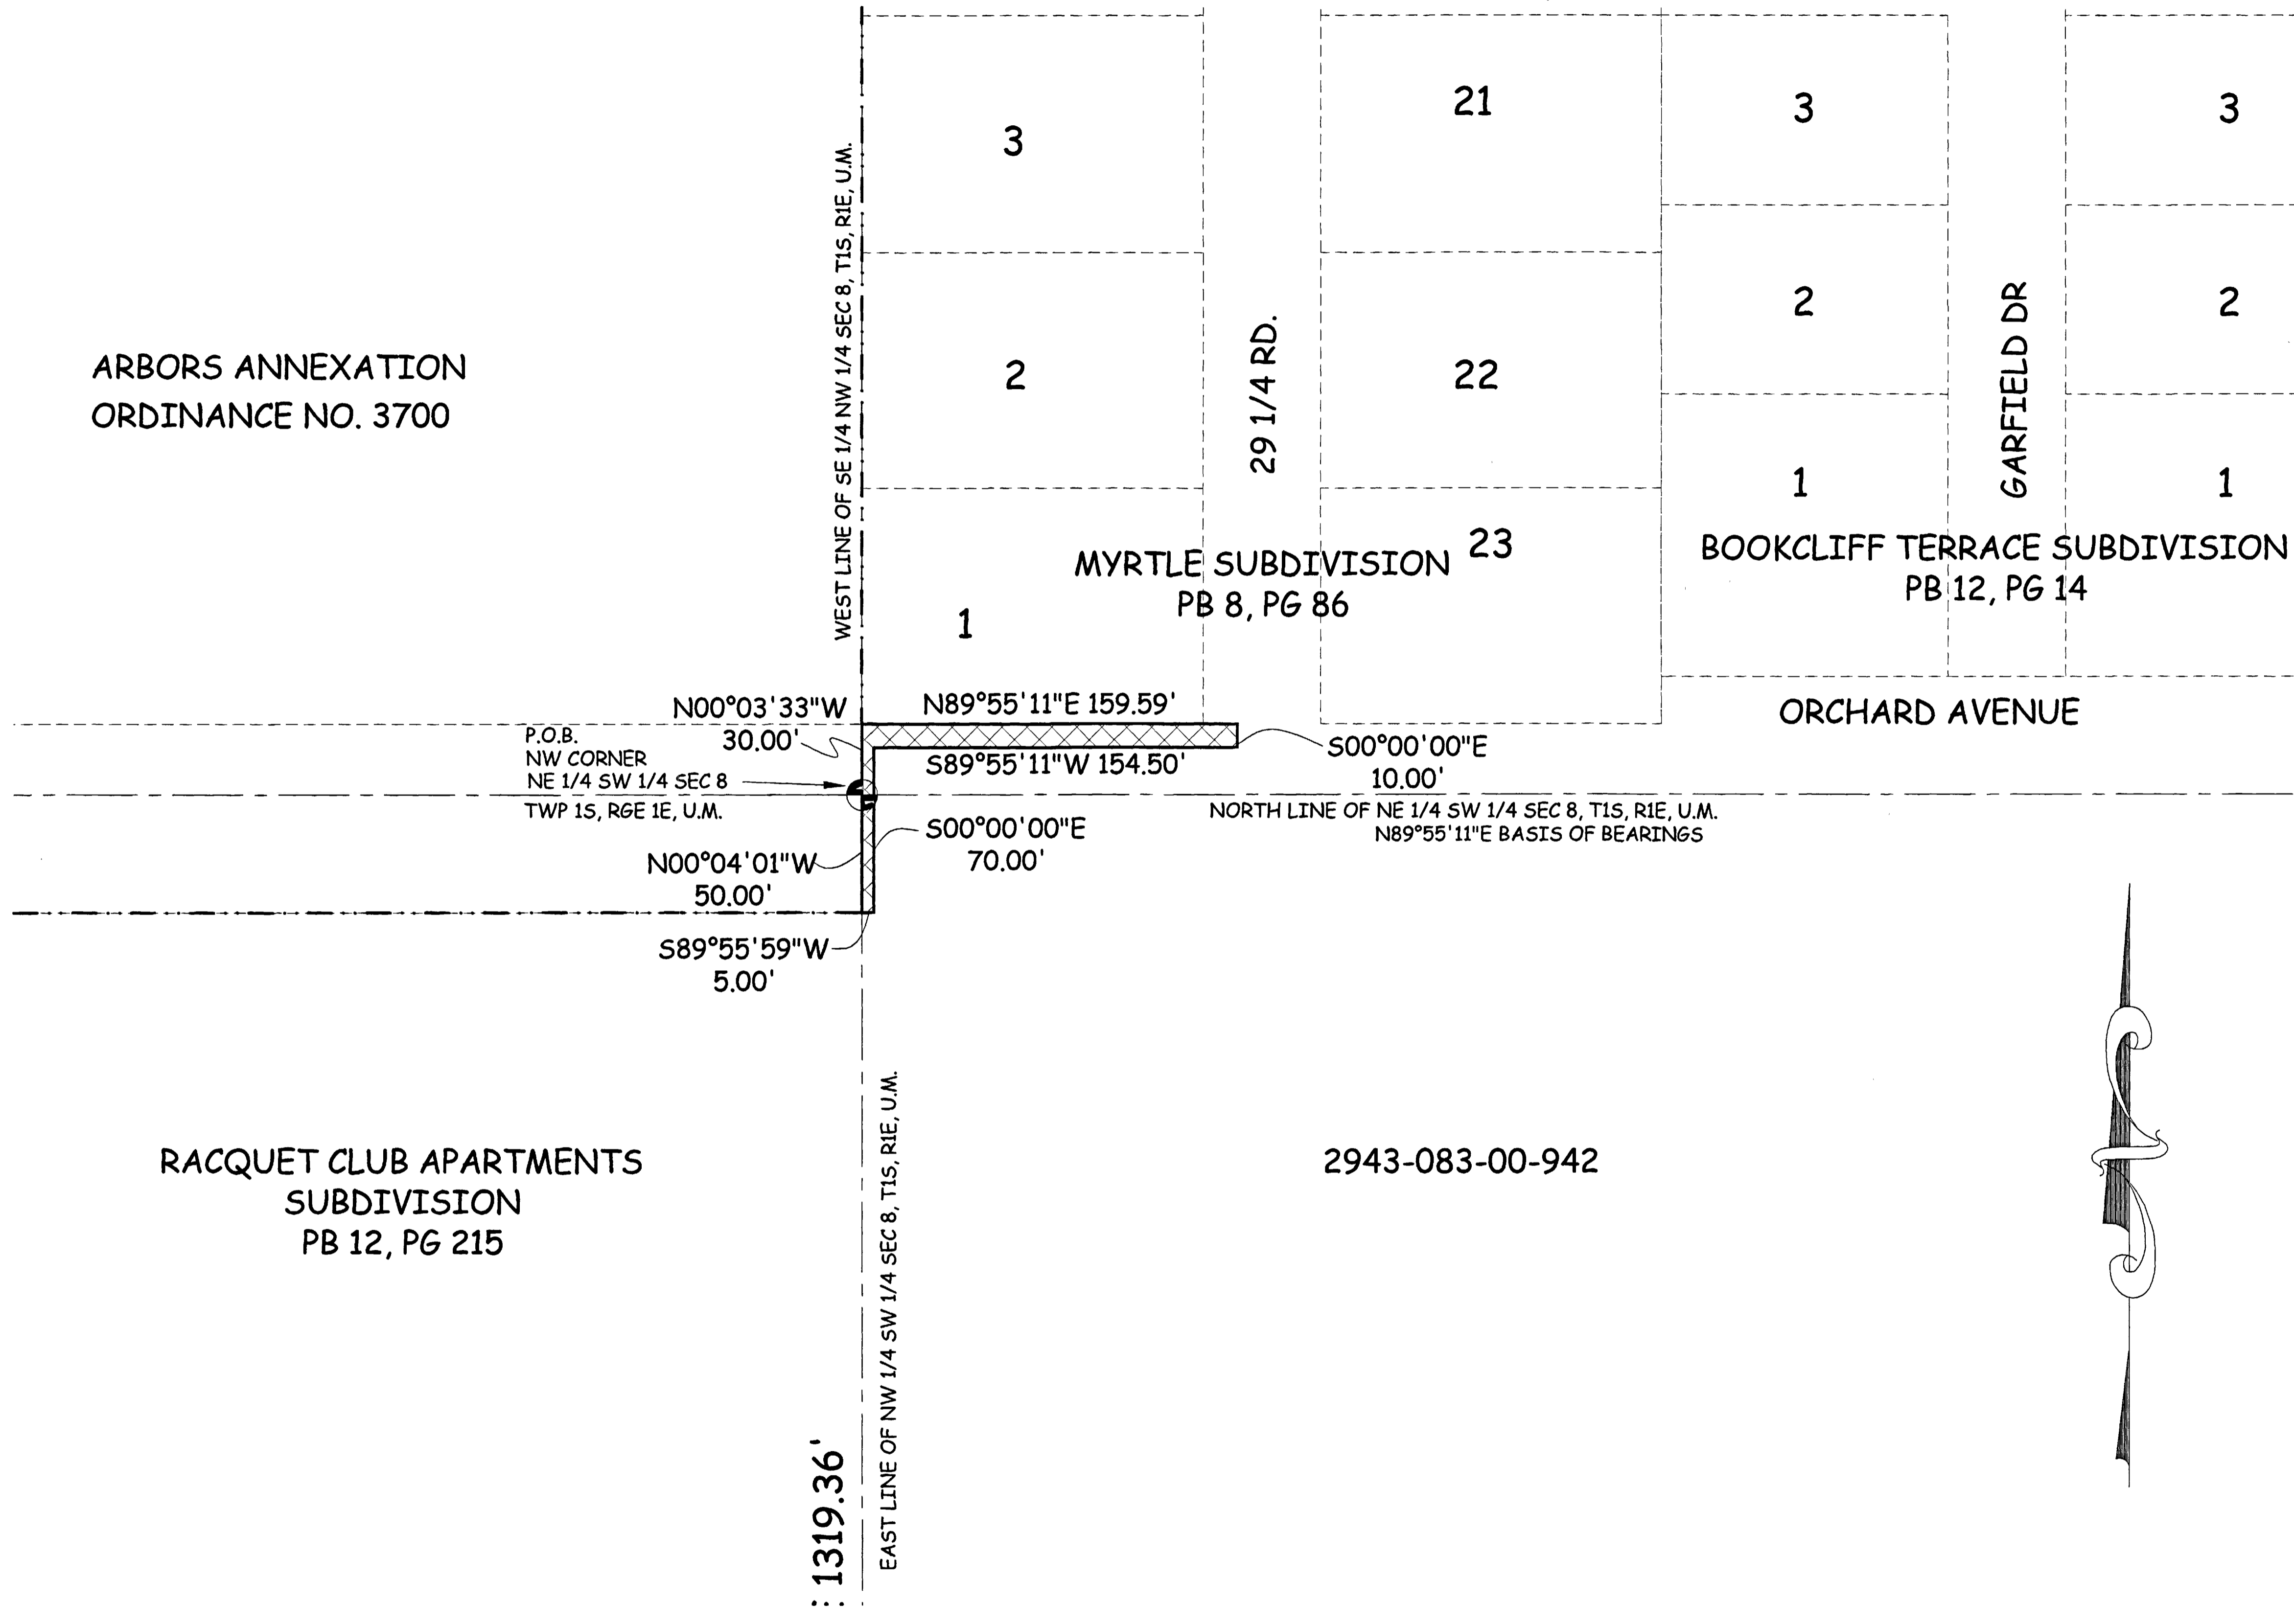 3
21
3
3
WEST LINE OF SE 1/4 NW 1/4 SEC 8, T1S, R1E, U.M.
2
2
ARBORS ANNEXATION
ORDINANCE NO. 3700
2
29 1/4 RD.
22
GARFIELD DR
1
1
MYRTLE SUBDIVISION
PB 8, PG 86
23
BOOKCLIFF TERRACE SUBDIVISION
PB 12, PG 14
1
N00°03'33"W
30.00'
N89°55'11"E 159.59'
ORCHARD AVENUE
P.O.B.
NW CORNER
NE 1/4 SW 1/4 SEC 8
TWP 1S, RGE 1E, U.M.
S89°55'11"W 154.50'
S00°00'00"E
10.00'
NORTH LINE OF NE 1/4 SW 1/4 SEC 8, T1S, R1E, U.M.
N89°55'11"E BASIS OF BEARINGS
S00°00'00"E
70.00'
N00°04'01"W
50.00'
S89°55'59"W
5.00'
RACQUET CLUB APARTMENTS
SUBDIVISION
PB 12, PG 215
EAST LINE OF NW 1/4 SW 1/4 SEC 8, T1S, R1E, U.M.
2943-083-00-942
1319.36'